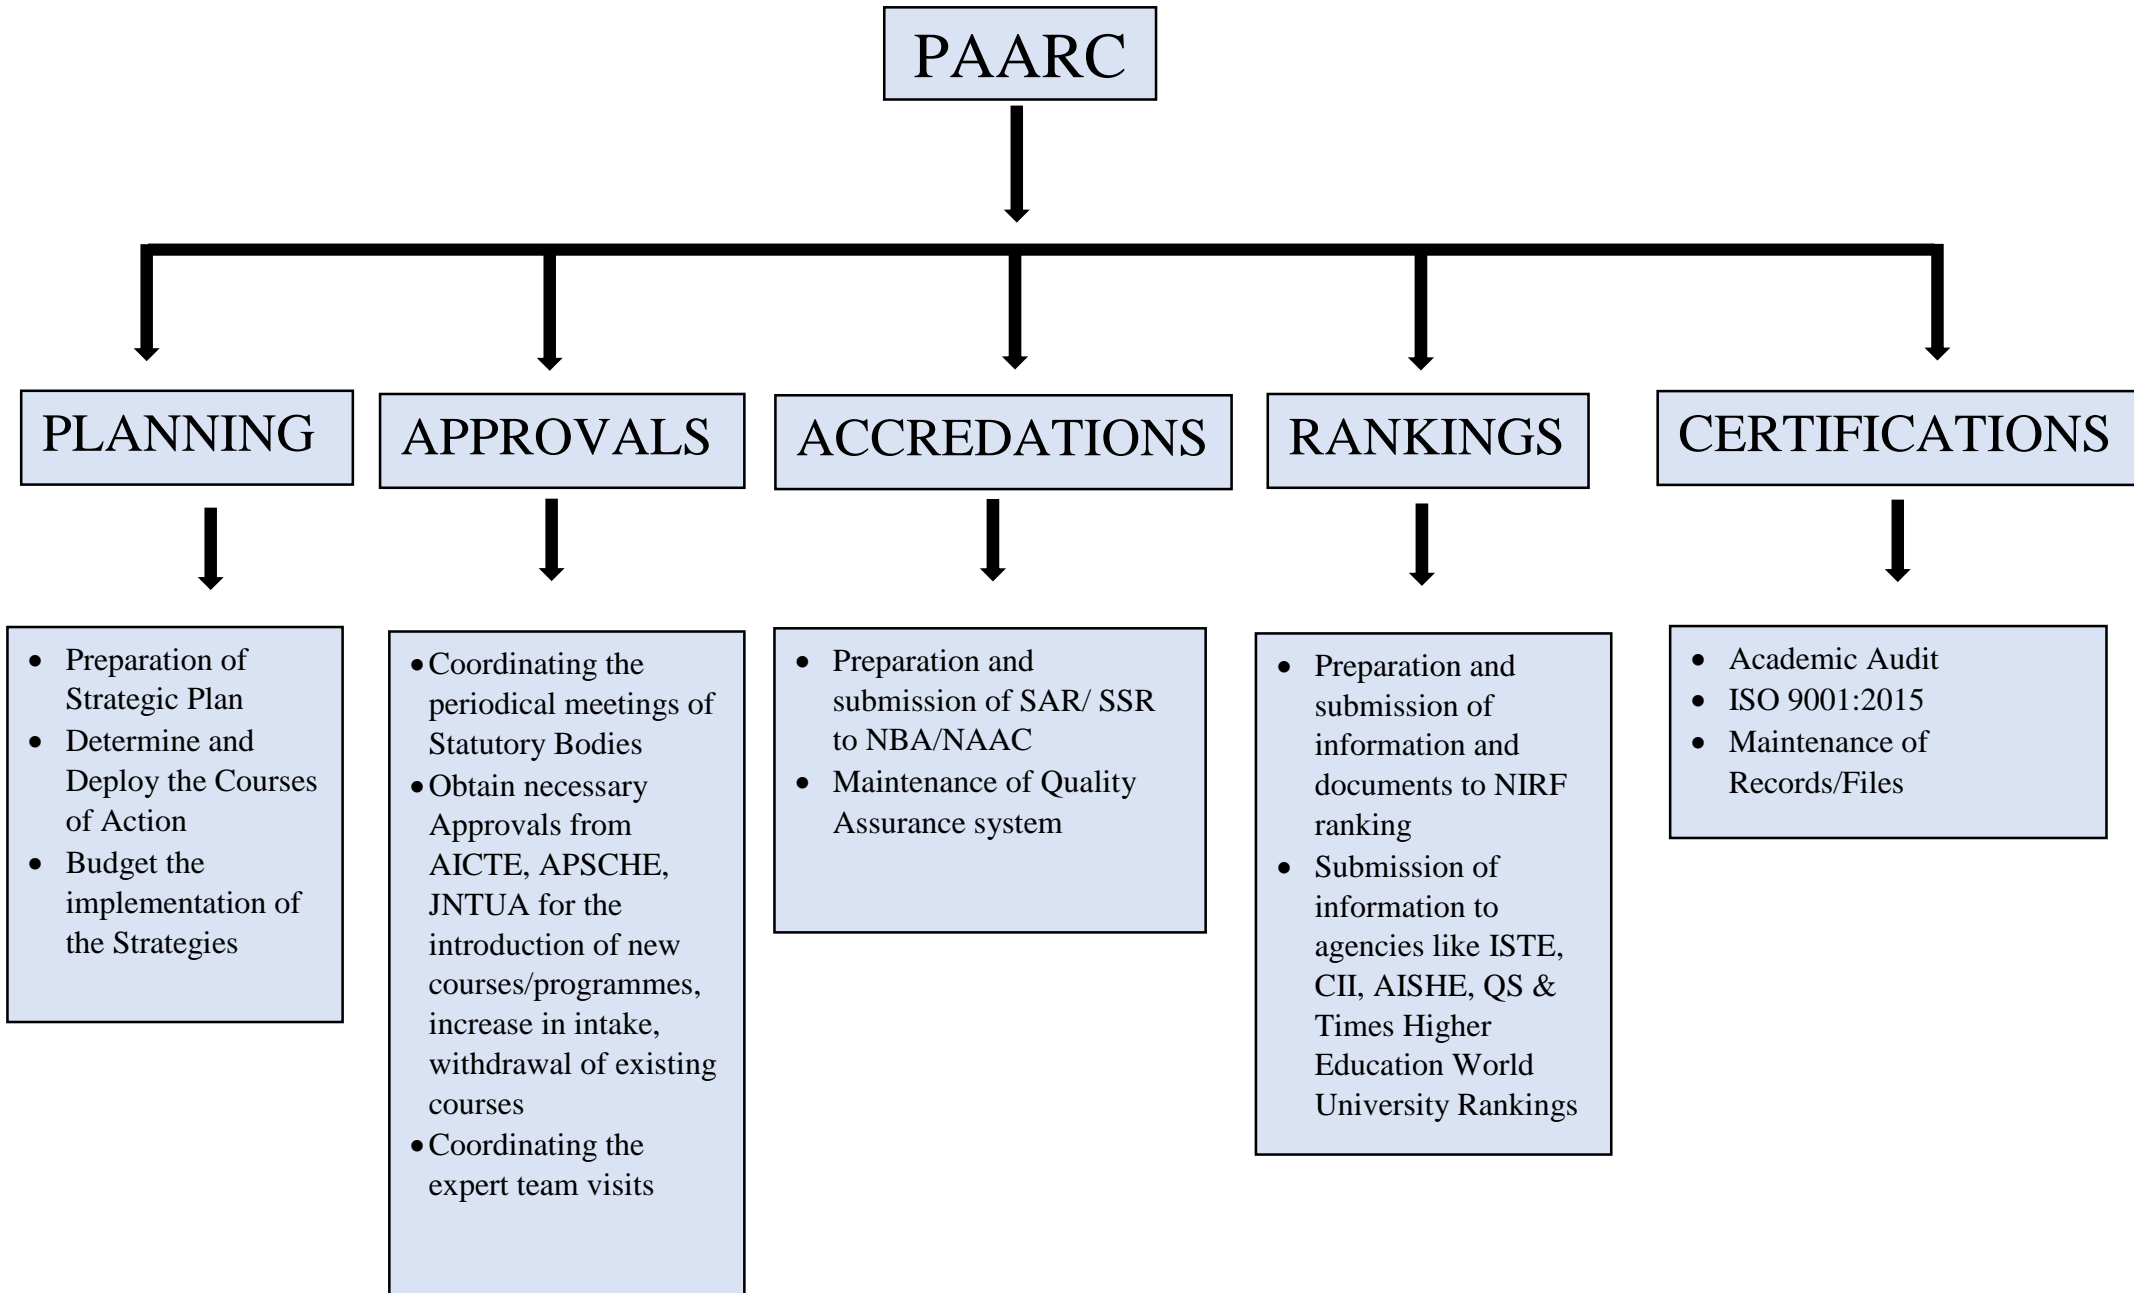 PAARC
PLANNING
APPROVALS
ACCREDATIONS
RANKINGS
CERTIFICATIONS
• Preparation of
Strategic Plan
• Determine and
Deploy the Courses
of Action
• Budget the
implementation of
the Strategies
• Coordinating the
periodical meetings of
Statutory Bodies
• Obtain necessary
Approvals from
AICTE, APSCHE,
JNTUA for the
introduction of new
courses/programmes,
increase in intake,
withdrawal of existing
courses
• Coordinating the
expert team visits
• Preparation and
submission of SAR/ SSR
to NBA/NAAC
• Maintenance of Quality
Assurance system
• Preparation and
submission of
information and
documents to NIRF
ranking
• Submission of
information to
agencies like ISTE,
CII, AISHE, QS &
Times Higher
Education World
University Rankings
• Academic Audit
• ISO 9001:2015
• Maintenance of
Records/Files